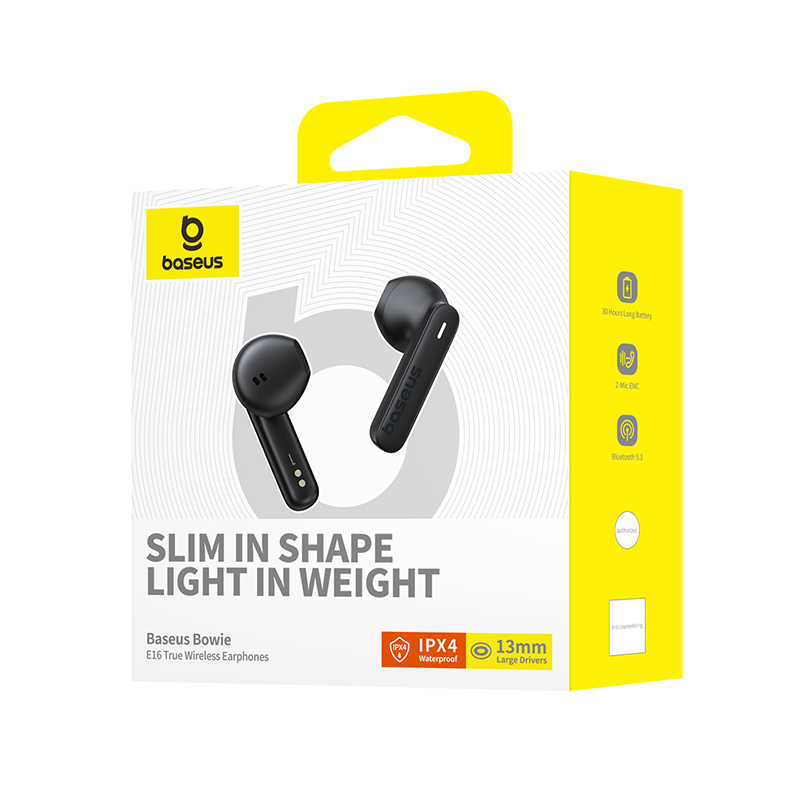 baseus
baseus
L
SLIM IN SHAPE
LIGHT IN WEIGHT
Baseus Bowie
E16 True Wireless Earphones
IPX4
IPX4
Waterproof
13mm
Large Drivers
30 Hours Long Battery
2-Mic ENC
Bluetooth 5.3